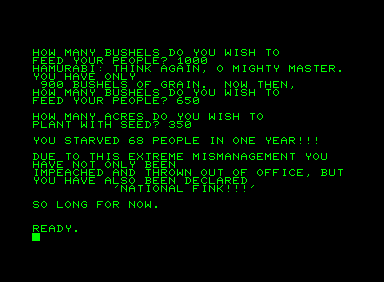 HOW MANY BUSHELS DO YOU WISH TO
FEED YOUR PEOPLE? 1000
HAMURABI: THINK AGAIN, O MIGHTY MASTER.
YOU HAVE ONLY
900 BUSHELS OF GRAIN. NOW THEN,
HOW MANY BUSHELS DO YOU WISH TO
FEED YOUR PEOPLE? 650
HOW MANY ACRES DO YOU WISH TO
PLANT WITH SEED? 350
YOU STARVED 68 PEOPLE IN ONE YEAR!!!
DUE TO THIS EXTREME MISMANAGEMENT YOU
HAVE NOT ONLY BEEN
IMPEACHED AND THROWN OUT OF OFFICE, BUT
YOU HAVE ALSO BEEN DECLARED
'NATIONAL FINK!!!'
SO LONG FOR NOW.
READY.